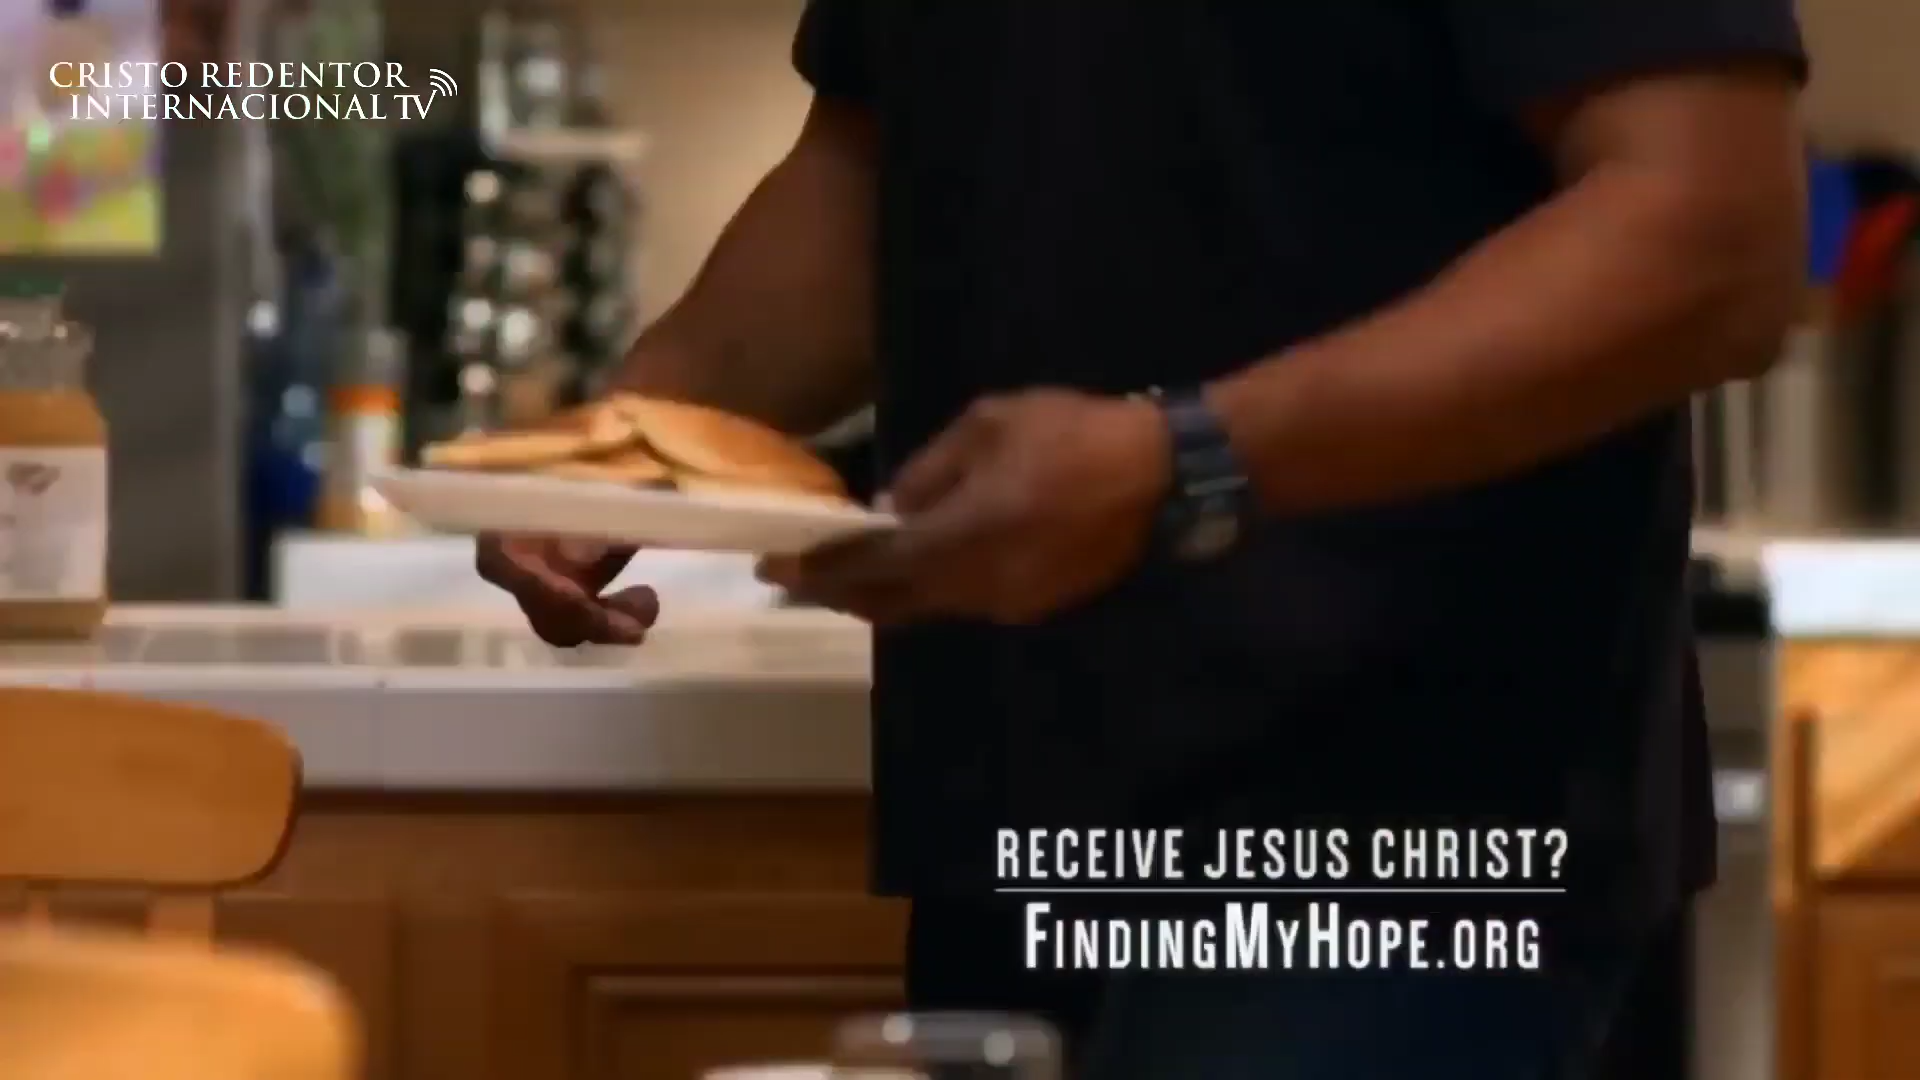 CRISTO REDENTOR
INTERNACIONAL TV
RECEIVE JESUS CHRIST?
FINDINGMYHOPE.ORG